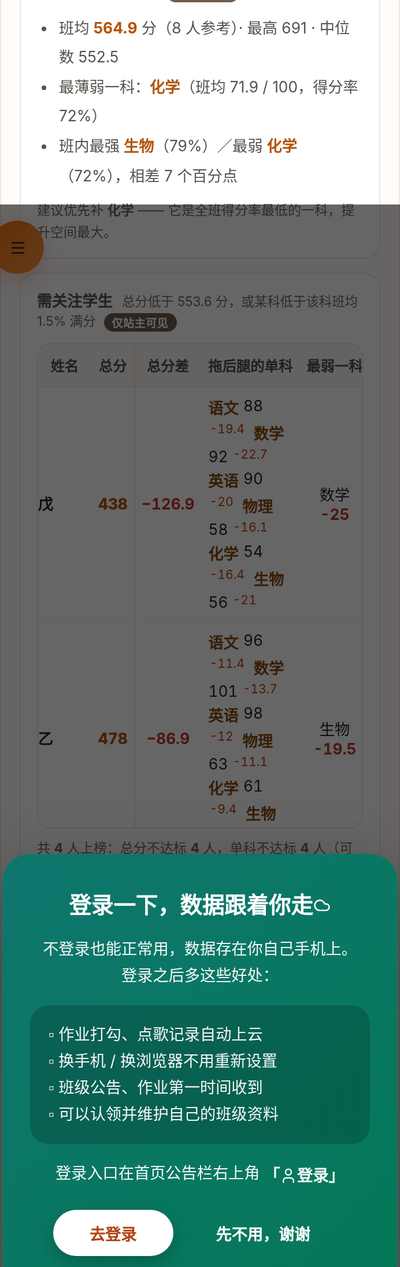 • 班均 564.9 分（8 人参考）· 最高 691 · 中位
数 552.5
• 最薄弱一科：化学（班均 71.9 / 100，得分率
72%）
• 班内最强 生物（79%）／最弱 化学
（72%），相差 7 个百分点
建议优先补 化学 —— 它是全班得分率最低的一科，提
升空间最大。
☰
需关注学生 总分低于 553.6 分，或某科低于该科班均
1.5% 满分 仅站主可见
姓名 总分 总分差 拖后腿的单科 最弱一科
语文 88
-19.4 数学
92 -22.7
英语 90
戊 438 −126.9 -20 物理 数学
58 -16.1 -25
化学 54
-16.4 生物
56 -21
语文 96
-11.4 数学
101 -13.7
英语 98
乙 478 −86.9 -12 物理 生物
63 -11.1 -19.5
化学 61
-9.4 生物
共 4 人上榜：总分不达标 4 人，单科不达标 4 人（可
登录一下，数据跟着你走
不登录也能正常用，数据存在你自己手机上。
登录之后多这些好处：
▫ 作业打勾、点歌记录自动上云
▫ 换手机 / 换浏览器不用重新设置
▫ 班级公告、作业第一时间收到
▫ 可以认领并维护自己的班级资料
登录入口在首页公告栏右上角 「登录」
去登录 先不用，谢谢